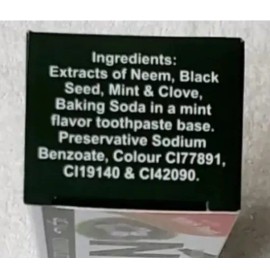 Ingredients:
Extracts of Neem, Black
Seed, Mint & Clove,
Baking Soda in a mint
flavor toothpaste base.
Preservative Sodium
Benzoate, Colour CI77891,
CI19140 & CI42090.